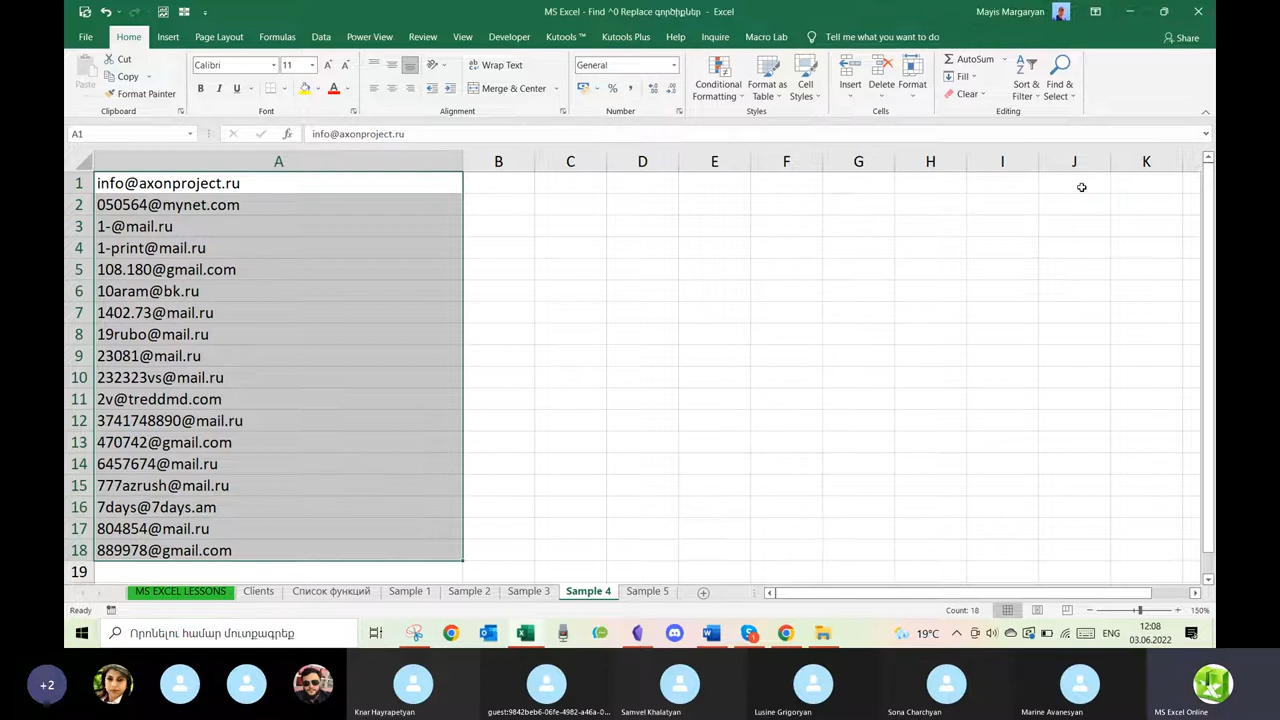 MS Excel - Find ^0 Replace գործիքներ - Excel
Mayis Margaryan
File Home Insert Page Layout Formulas Data Power View Review View Developer Kutools ™ Kutools Plus Help Inquire Macro Lab Tell me what you want to do Share
Paste
Cut
Copy
Format Painter
Clipboard
Calibri 11
B I U
Font
Wrap Text
Merge & Center
Alignment
General
Number
Conditional Formatting
Format as Table
Cell Styles
Styles
Insert Delete Format
Cells
AutoSum
Fill
Clear
Sort & Filter
Find & Select
Editing
A1 fx info@axonproject.ru
A B C D E F G H I J K
1 info@axonproject.ru
2 050564@mynet.com
3 1-@mail.ru
4 1-print@mail.ru
5 108.180@gmail.com
6 10aram@bk.ru
7 1402.73@mail.ru
8 19rubo@mail.ru
9 23081@mail.ru
10 232323vs@mail.ru
11 2v@treddmd.com
12 3741748890@mail.ru
13 470742@gmail.com
14 6457674@mail.ru
15 777azrush@mail.ru
16 7days@7days.am
17 804854@mail.ru
18 889978@gmail.com
19
MS EXCEL LESSONS Clients Список функций Sample 1 Sample 2 Sample 3 Sample 4 Sample 5
Ready Count: 18 150%
Որոնելու համար մուտքագրեք 19°C ENG 12:08
03.06.2022
+2 Knar Hayrapetyan guest:9842beb6-06fe-4982-a46a-0... Samvel Khalatyan Lusine Grigoryan Sona Charchyan Marine Avanesyan MS Excel Online